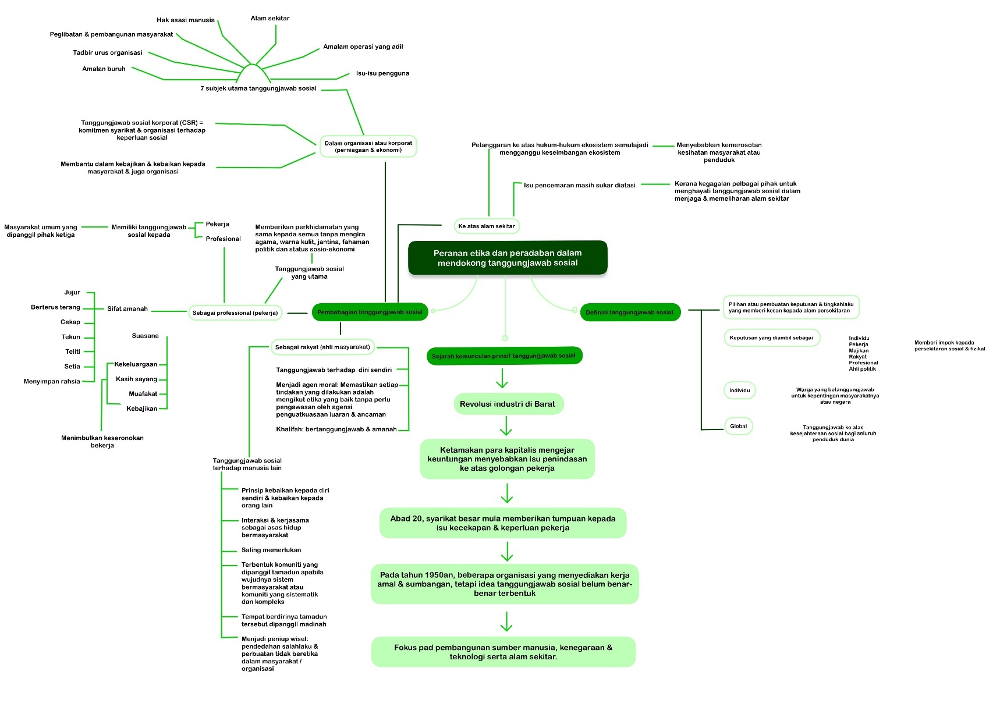 Hak asasi manusia
Alam sekitar
Peglibatan & pembangunan masyarakat
Amalam operasi yang adil
Tadbir urus organisasi
Amalan buruh
Isu-isu pengguna
7 subjek utama tanggungjawab sosial
Tanggungjawab sosial korporat (CSR) =
komitmen syarikat & organisasi terhadap
keperluan sosial
Dalam organisasi atau korporat
(perniagaan & ekonomi)
Membantu dalam kebajikan & kebaikan kepada
masyarakat & juga organisasi
Pelanggaran ke atas hukum-hukum ekosistem semulajadi
mengganggu keseimbangan ekosistem
Menyebabkan kemerosotan
kesihatan masyarakat atau
penduduk
Isu pencemaran masih sukar diatasi
Kerana kegagalan pelbagai pihak untuk
menghayati tanggungjawab sosial dalam
menjaga & memeliharan alam sekitar
Ke atas alam sekitar
Masyarakat umum yang
dipanggil pihak ketiga
Memiliki tanggungjawab
sosial kepada
Pekerja
Profesional
Memberikan perkhidamatan yang
sama kepada semua tanpa mengira
agama, warna kulit, jantina, fahaman
politik dan status sosio-ekonomi
Tanggungjawab sosial
yang utama
Peranan etika dan peradaban dalam
mendokong tanggungjawab sosial
Jujur
Berterus terang
Cekap
Tekun
Teliti
Setia
Menyimpan rahsia
Sifat amanah
Sebagai professional (pekerja)
Pembahagian tenggungjawab sosial
Definisi tanggungjawab sosial
Pilihan atau pembuatan keputusan & tingkahlaku
yang memberi kesan kepada alam persekitaran
Keputusan yang diambil sebagai
Individu
Pekerja
Majikan
Rakyat
Profesional
Ahli politik
Memberi impak kepada
persekitaran sosial & fizikal
Individu
Warga yang betanggungjawab
untuk kepentingan masyarakatnya
atau negara
Global
Tanggungjawab ke atas
kesejahteraan sosial bagi seluruh
penduduk dunia
Suasana
Kekeluargaan
Kasih sayang
Muafakat
Kebajikan
Menimbulkan keseronokan
bekerja
Sebagai rakyat (ahli masyarakat)
Tanggungjawab terhadap  diri sendiri
Menjadi agen moral: Memastikan setiap
tindakan yang dilakukan adalah
mengikut etika yang baik tanpa perlu
pengawasan oleh agensi
penguatkuasaan luaran & ancaman
Khalifah: bertanggungjawab & amanah
Tanggungjawab sosial
terhadap manusia lain
Prinsip kebaikan kepada diri
sendiri & kebaikan kepada
orang lain
Interaksi & kerjasama
sebagai asas hidup
bermasyarakat
Saling memerlukan
Terbentuk komuniti yang
dipanggil tamadun apabila
wujudnya sistem
bermasyarakat atau
komuniti yang sistematik
dan kompleks
Tempat berdirinya tamadun
tersebut dipanggil madinah
Menjadi peniup wisel:
pendedahan salahlaku &
perbuatan tidak beretika
dalam masyarakat /
organisasi
Sejarah kemunculan prinsif tanggungjawab sosial
Revolusi industri di Barat
Ketamakan para kapitalis mengejar
keuntungan menyebabkan isu penindasan
ke atas golongan pekerja
Abad 20, syarikat besar mula memberikan tumpuan kepada
isu kecekapan & keperluan pekerja
Pada tahun 1950an, beberapa organisasi yang menyediakan kerja
amal & sumbangan, tetapi idea tanggungjawab sosial belum benar-
benar terbentuk
Fokus pad pembangunan sumber manusia, kenegaraan &
teknologi serta alam sekitar.